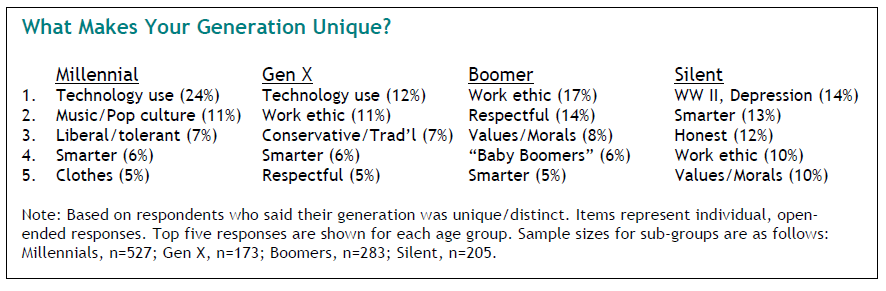 What Makes Your Generation Unique?
Millennial Gen X Boomer Silent
1. Technology use (24%) Technology use (12%) Work ethic (17%) WW II, Depression (14%)
2. Music/Pop culture (11%) Work ethic (11%) Respectful (14%) Smarter (13%)
3. Liberal/tolerant (7%) Conservative/Trad’l (7%) Values/Morals (8%) Honest (12%)
4. Smarter (6%) Smarter (6%) “Baby Boomers” (6%) Work ethic (10%)
5. Clothes (5%) Respectful (5%) Smarter (5%) Values/Morals (10%)
Note: Based on respondents who said their generation was unique/distinct. Items represent individual, open-
ended responses. Top five responses are shown for each age group. Sample sizes for sub-groups are as follows:
Millennials, n=527; Gen X, n=173; Boomers, n=283; Silent, n=205.